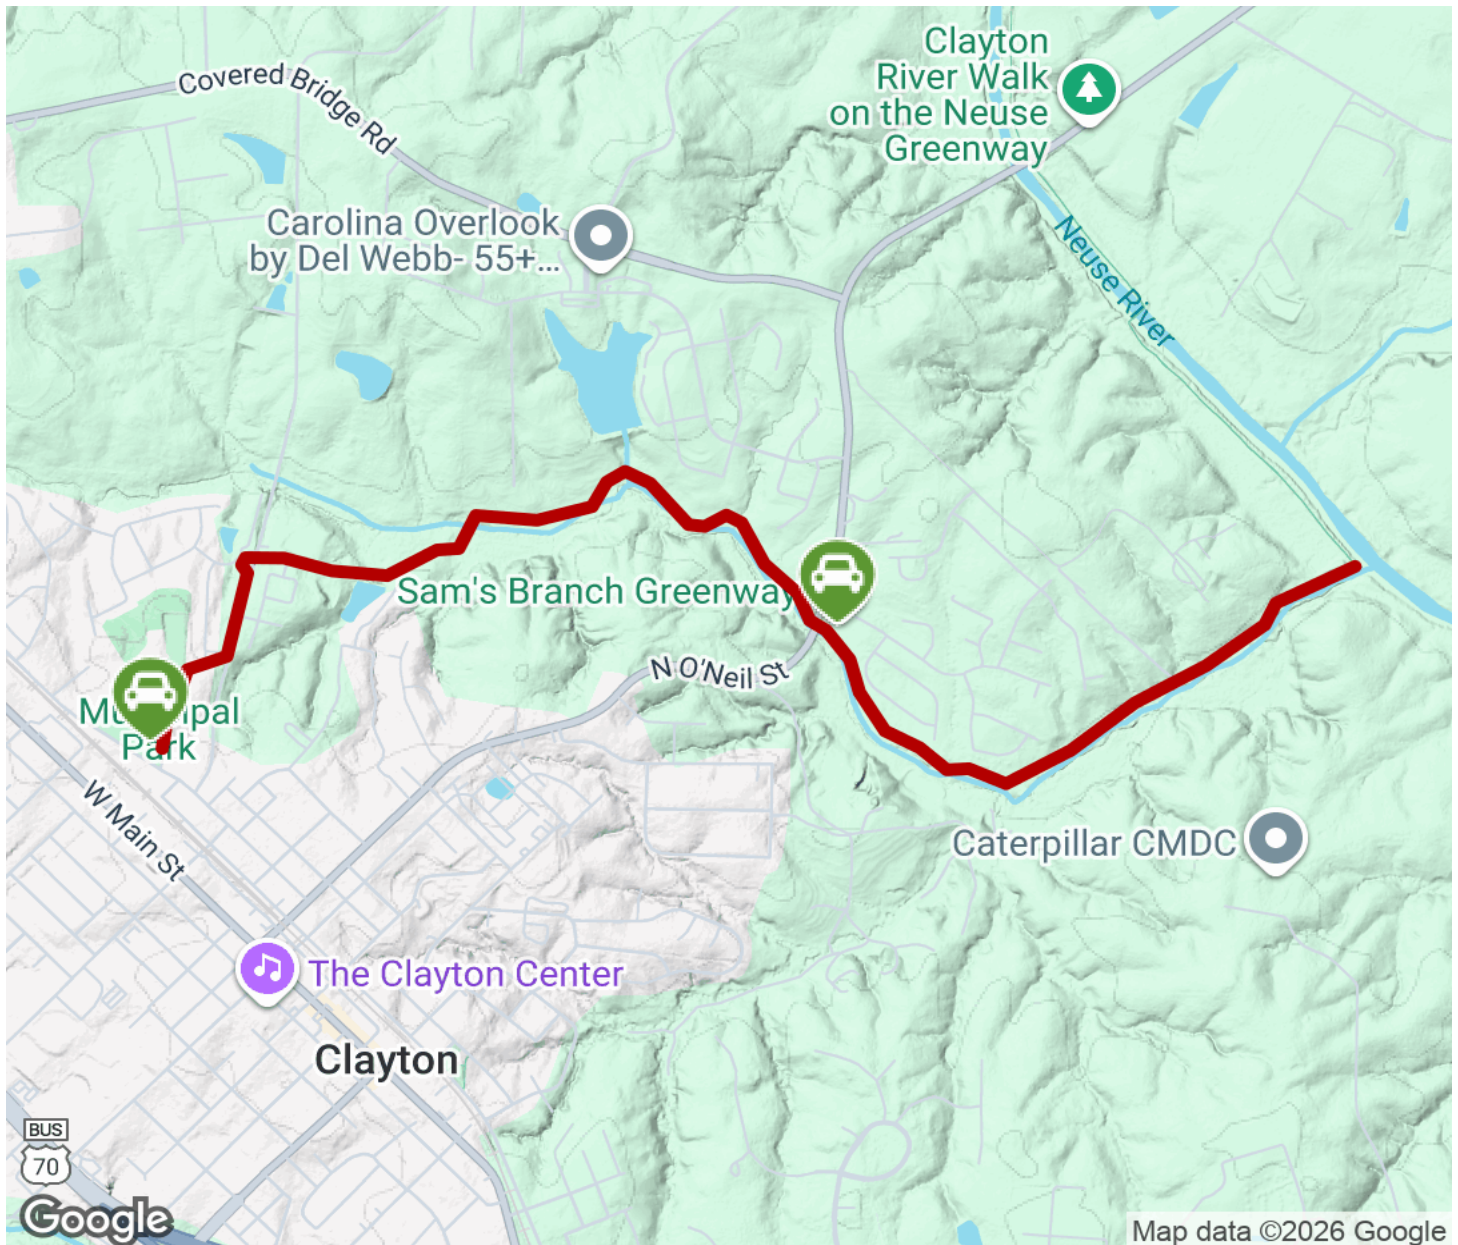 Clayton
River Walk
on the Neuse
Greenway
Covered Bridge Rd
Carolina Overlook
by Del Webb- 55+...
Neuse River
Sam's Branch Greenway
N O'Neil St
Park
W Main St
Caterpillar CMDC
The Clayton Center
Clayton
BUS
70
Google
Map data ©2026 Google